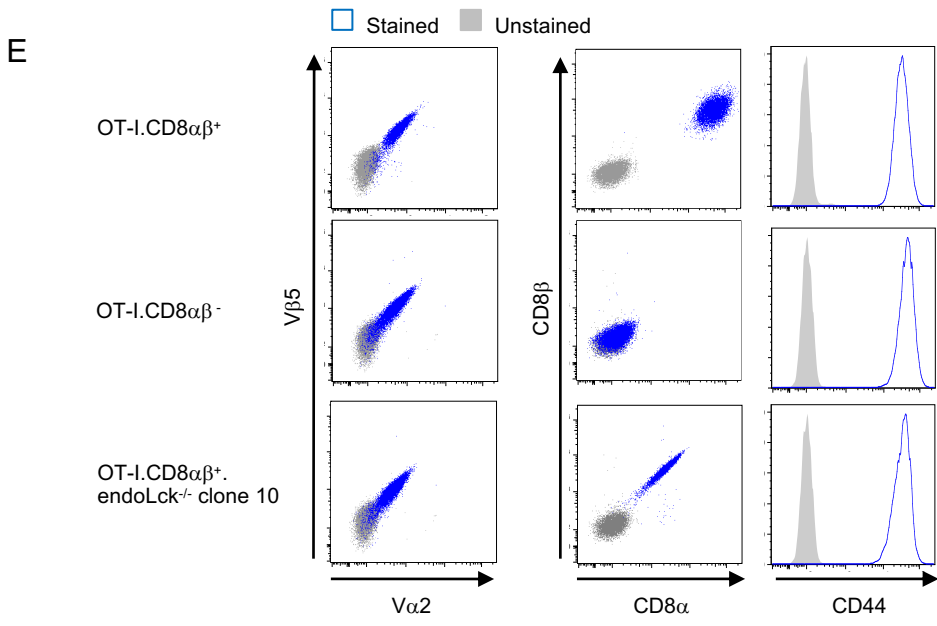 E
Stained Unstained
OT-I.CD8αβ⁺
OT-I.CD8αβ⁻
OT-I.CD8αβ⁺.
endoLck⁻/⁻ clone 10
Vβ5
CD8β
Vα2
CD8α
CD44